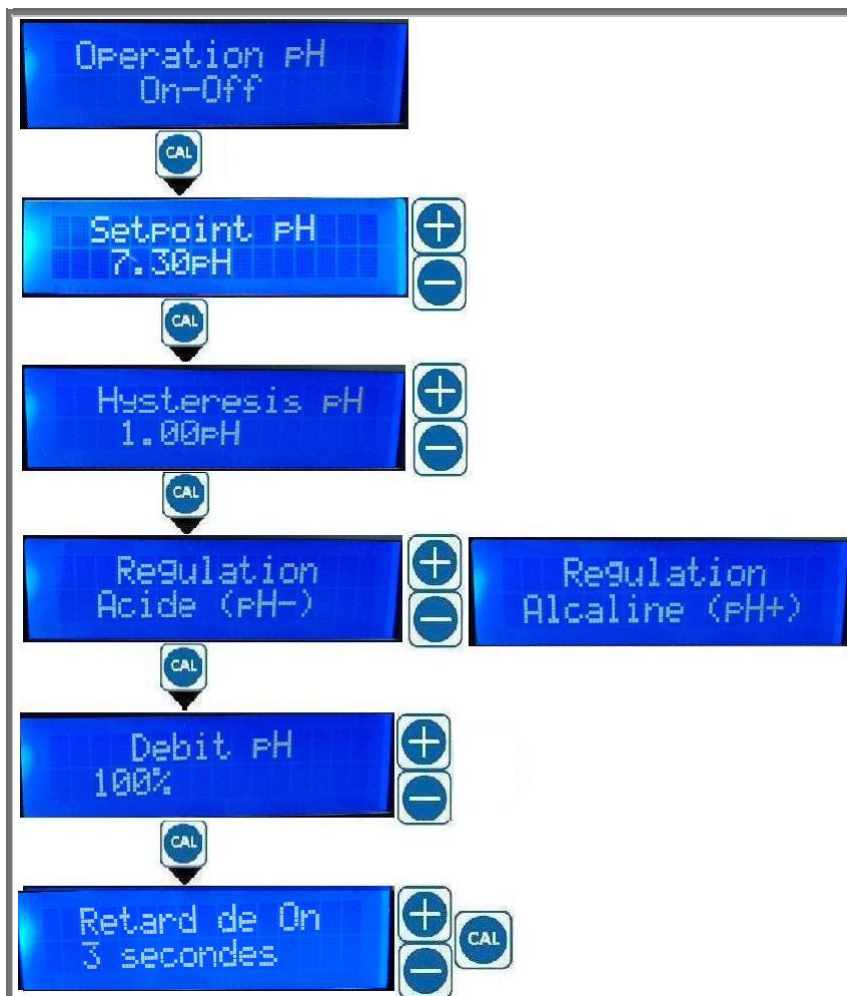 Operation pH
On-Off
CAL
Setpoint pH
7.30pH
CAL
Hysteresis pH
1.00pH
CAL
Regulation
Acide (pH-)
Regulation
Alcaline (pH+)
CAL
Debit pH
100%
CAL
Retard de On
3 secondes
CAL